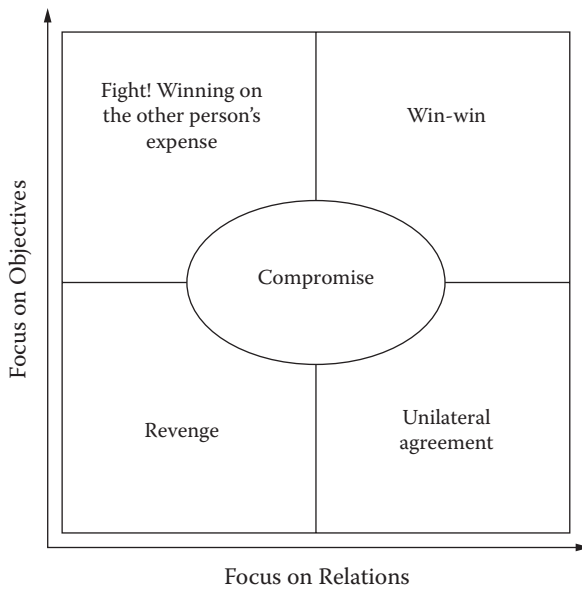 Fight! Winning on
the other person's
expense
Win-win
Compromise
Revenge
Unilateral
agreement
Focus on Objectives
Focus on Relations